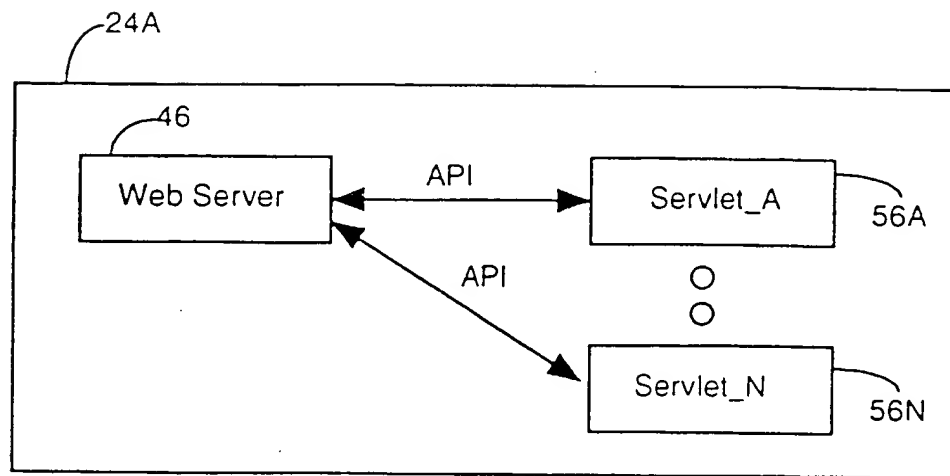 24A
46
Web Server
API
Servlet_A
56A
API
Servlet_N
56N